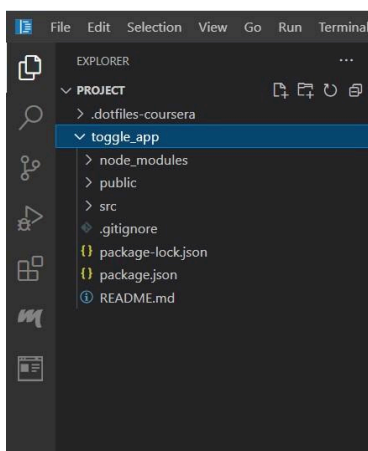 File Edit Selection View Go Run Terminal
EXPLORER
PROJECT
.dotfiles-coursera
toggle_app
node_modules
public
src
.gitignore
package-lock.json
package.json
README.md